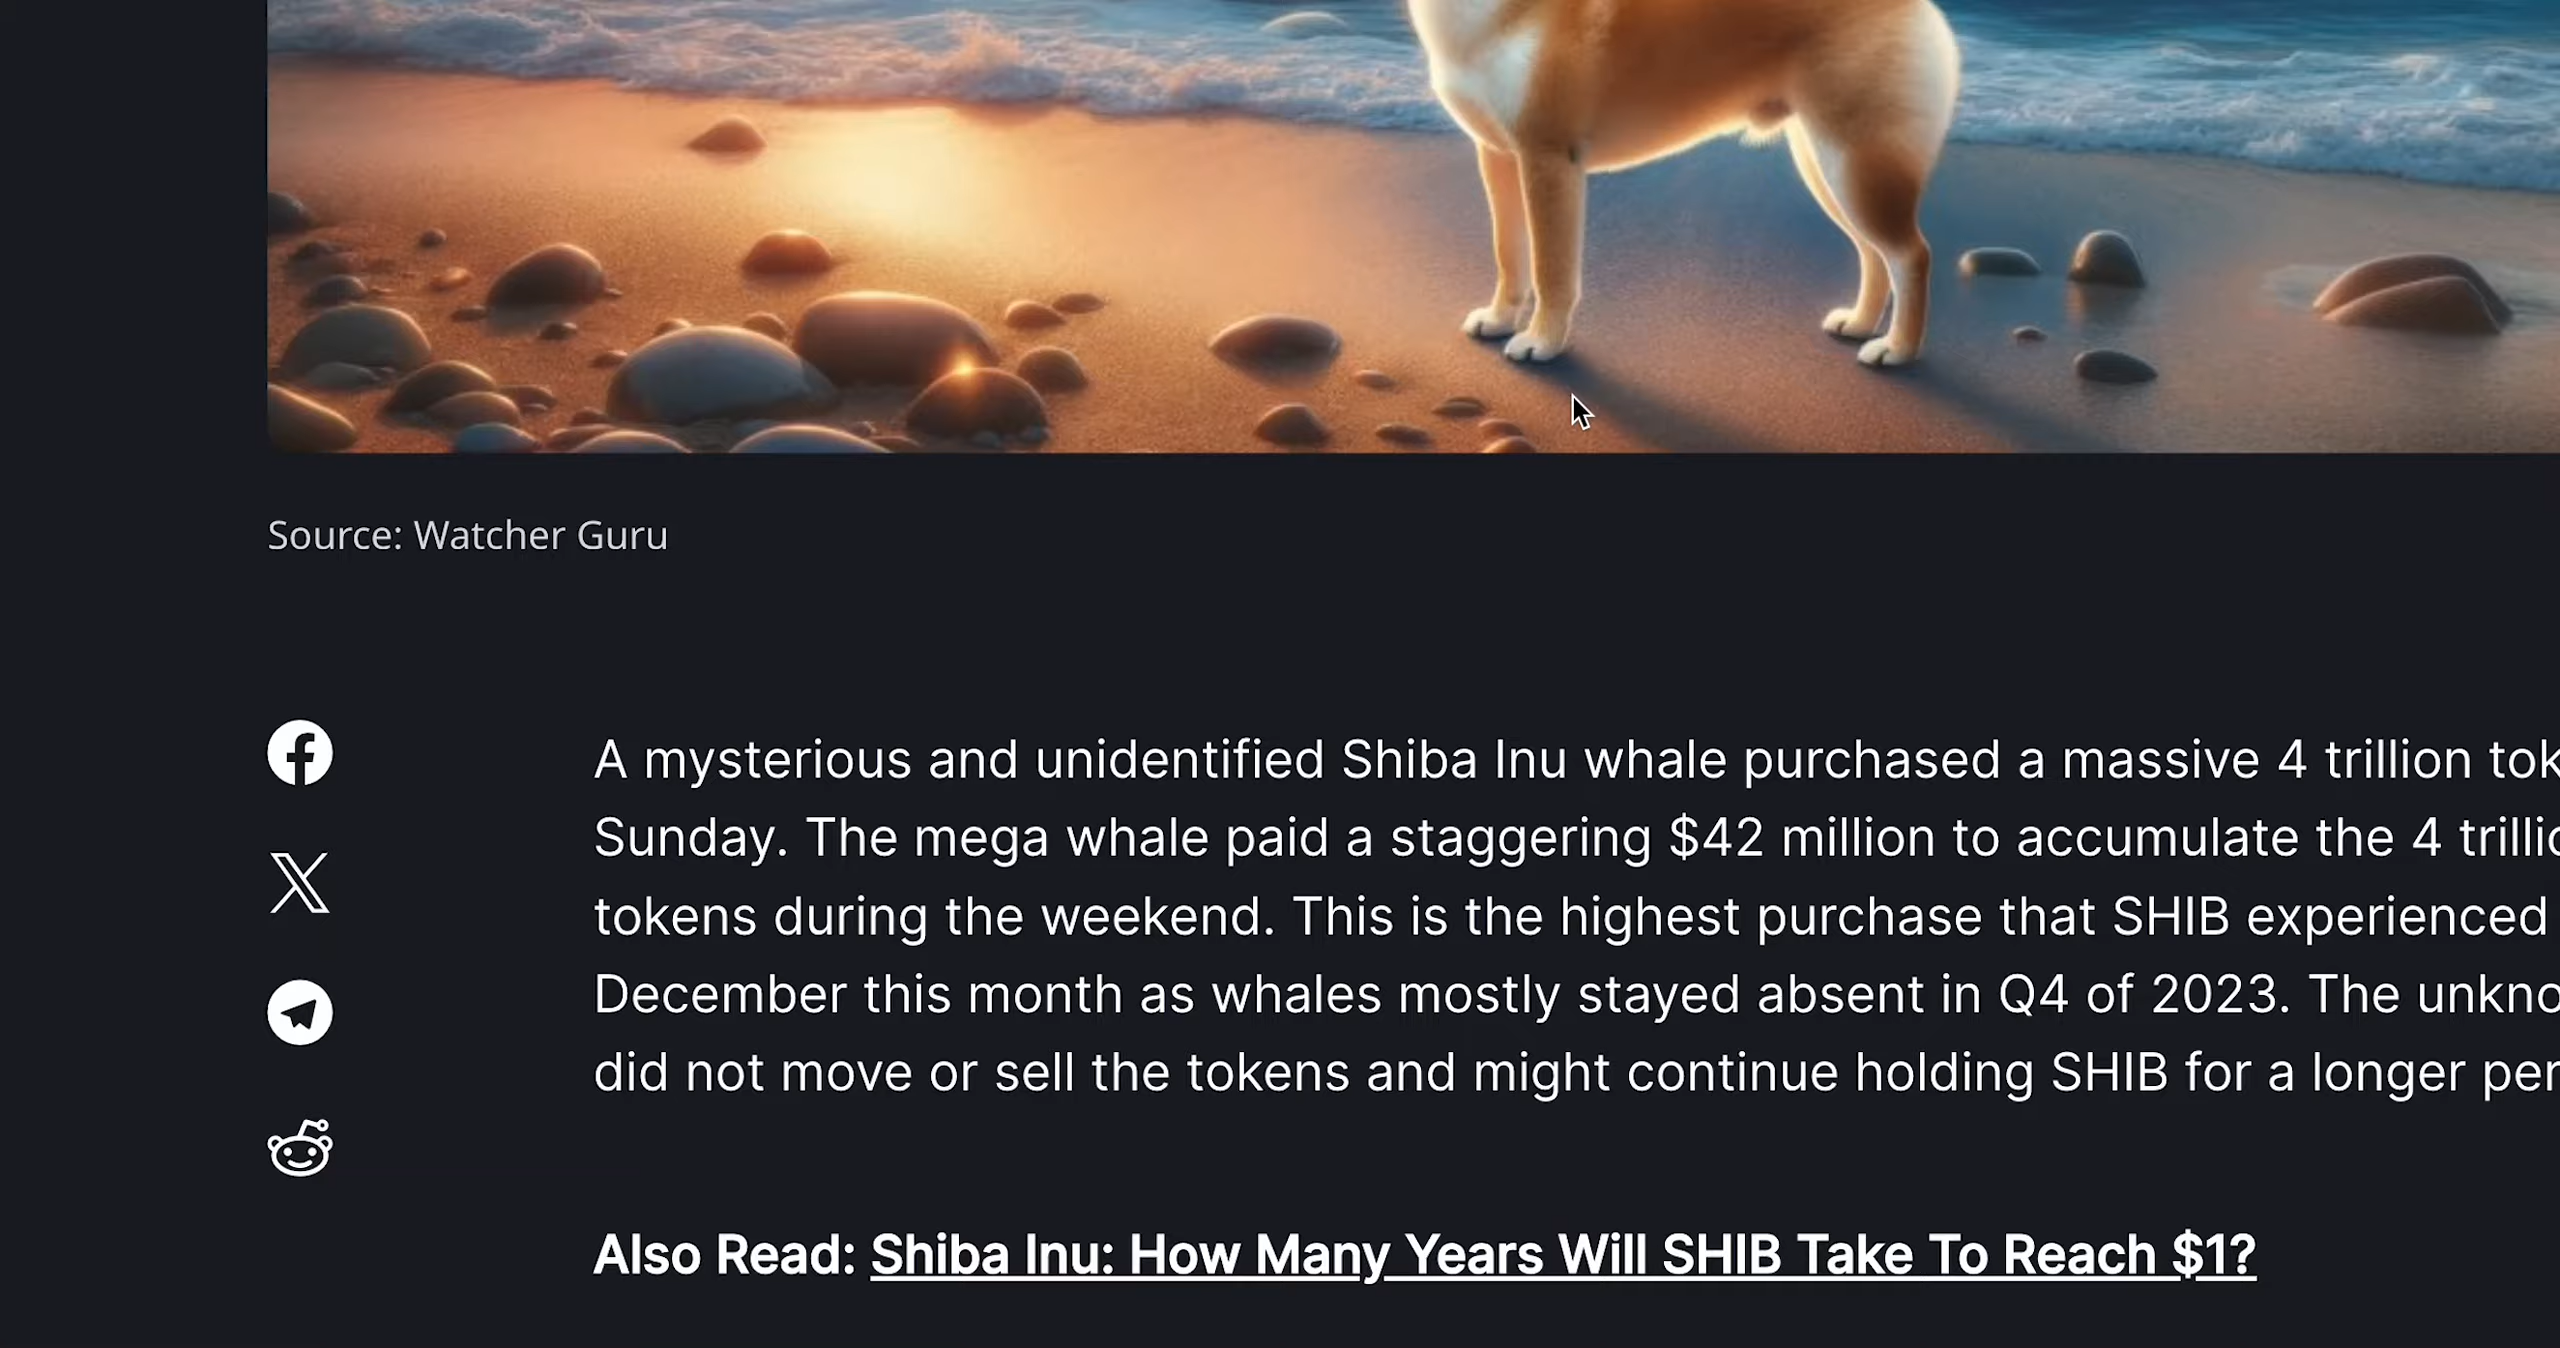 Source: Watcher Guru
A mysterious and unidentified Shiba Inu whale purchased a massive 4 trillion
Sunday. The mega whale paid a staggering $42 million to accumulate the 4
tokens during the weekend. This is the highest purchase that SHIB experienced
December this month as whales mostly stayed absent in Q4 of 2023. The
did not move or sell the tokens and might continue holding SHIB for a longer
Also Read: Shiba Inu: How Many Years Will SHIB Take To Reach $1?